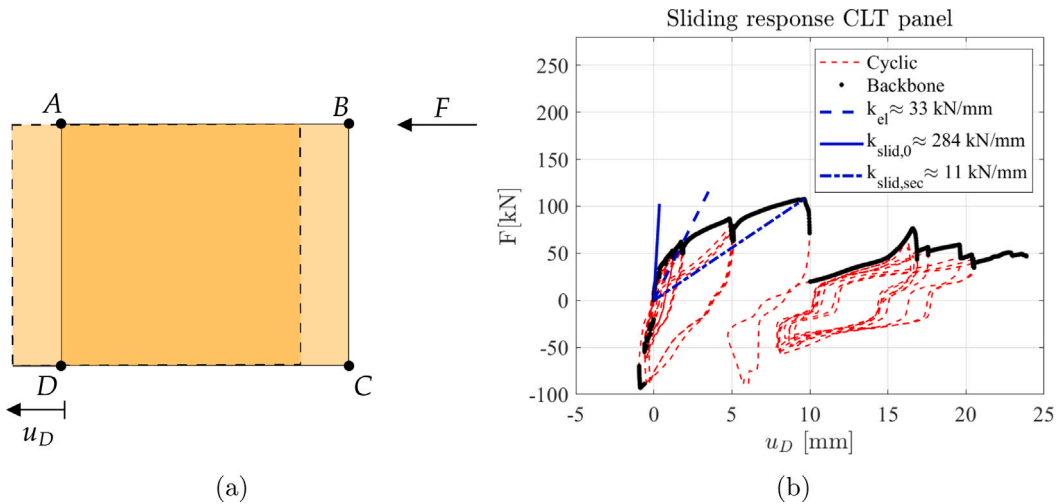 A
B
F
D
C
u_D
(a)
Sliding response CLT panel
Cyclic
Backbone
k_el ≈ 33 kN/mm
k_slid,0 ≈ 284 kN/mm
k_slid,sec ≈ 11 kN/mm
F [kN]
250
200
150
100
50
0
-50
-100
-5 0 5 10 15 20 25
u_D [mm]
(b)